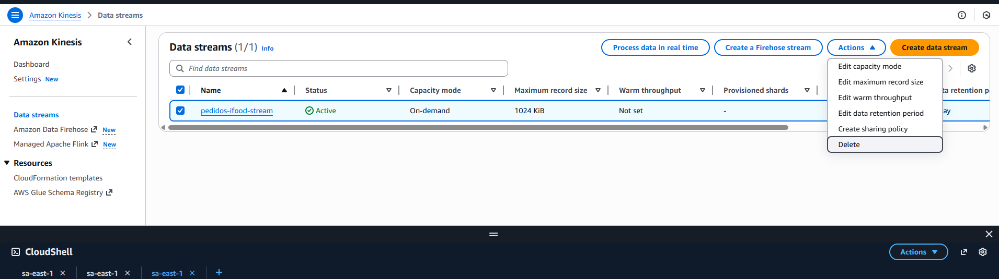 Amazon Kinesis > Data streams
Amazon Kinesis
Dashboard
Settings New
Data streams
Amazon Data Firehose New
Managed Apache Flink New
Resources
CloudFormation templates
AWS Glue Schema Registry
Data streams (1/1) Info
Process data in real time
Create a Firehose stream
Actions
Create data stream
Find data streams
Edit capacity mode
Edit maximum record size
Edit warm throughput
Edit data retention period
Create sharing policy
Delete
Name Status Capacity mode Maximum record size Warm throughput Provisioned shards ta retention p
pedidos-ifood-stream Active On-demand 1024 KiB Not set - ay
CloudShell
Actions
sa-east-1 sa-east-1 sa-east-1